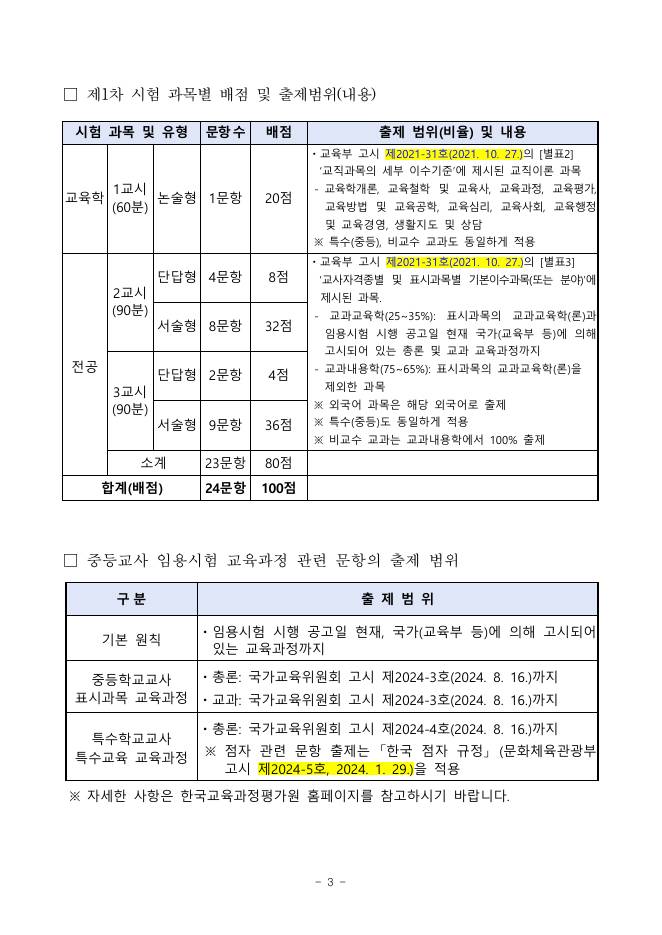 □ 제1차 시험 과목별 배점 및 출제범위(내용)
시험 과목 및 유형 문항수 배점 출제 범위(비율) 및 내용
교육학 1교시 (60분) 논술형 1문항 20점
･교육부 고시 제2021-31호(2021. 10. 27.)의 [별표2]
'교직과목의 세부 이수기준'에 제시된 교직이론 과목
- 교육학개론, 교육철학 및 교육사, 교육과정, 교육평가,
교육방법 및 교육공학, 교육심리, 교육사회, 교육행정
및 교육경영, 생활지도 및 상담
※ 특수(중등), 비교수 교과도 동일하게 적용
전공 2교시 (90분) 단답형 4문항 8점
서술형 8문항 32점
3교시 (90분) 단답형 2문항 4점
서술형 9문항 36점
･교육부 고시 제2021-31호(2021. 10. 27.)의 [별표3]
'교사자격종별 및 표시과목별 기본이수과목(또는 분야)'에
제시된 과목.
- 교과교육학(25~35%): 표시과목의 교과교육학(론)과
임용시험 시행 공고일 현재 국가(교육부 등)에 의해
고시되어 있는 총론 및 교과 교육과정까지
- 교과내용학(75~65%): 표시과목의 교과교육학(론)을
제외한 과목
※ 외국어 과목은 해당 외국어로 출제
※ 특수(중등)도 동일하게 적용
※ 비교수 교과는 교과내용학에서 100% 출제
소계 23문항 80점
합계(배점) 24문항 100점
□ 중등교사 임용시험 교육과정 관련 문항의 출제 범위
구분 출 제 범 위
기본 원칙
･임용시험 시행 공고일 현재, 국가(교육부 등)에 의해 고시되어
있는 교육과정까지
중등학교교사
표시과목 교육과정
･총론: 국가교육위원회 고시 제2024-3호(2024. 8. 16.)까지
･교과: 국가교육위원회 고시 제2024-3호(2024. 8. 16.)까지
특수학교교사
특수교육 교육과정
･총론: 국가교육위원회 고시 제2024-4호(2024. 8. 16.)까지
※ 점자 관련 문항 출제는 「한국 점자 규정」(문화체육관광부
고시 제2024-5호, 2024. 1. 29.)을 적용
※ 자세한 사항은 한국교육과정평가원 홈페이지를 참고하시기 바랍니다.
- 3 -